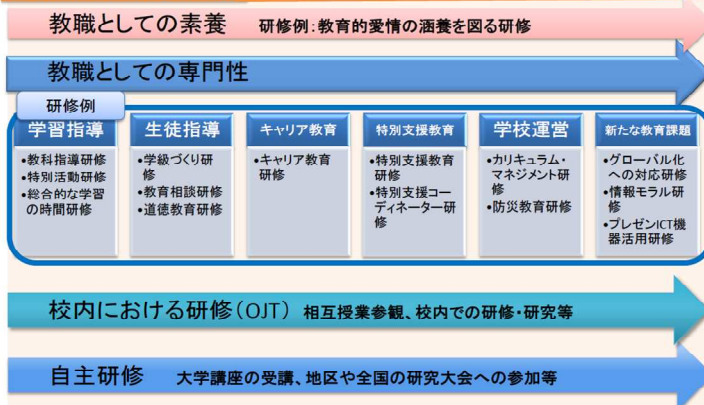 教職としての素養 研修例:教育的愛情の涵養を図る研修
教職としての専門性
研修例
学習指導
•教科指導研修
•特別活動研修
•総合的な学習
の時間研修
生徒指導
•学級づくり研
修
•教育相談研修
•道徳教育研修
キャリア教育
•キャリア教育
研修
特別支援教育
•特別支援教育
研修
•特別支援コー
ディネーター研
修
学校運営
•カリキュラム・
マネジメント研
修
•防災教育研修
新たな教育課題
•グローバル化
への対応研修
•情報モラル研
修
•プレゼンICT機
器活用研修
校内における研修(OJT) 相互授業参観、校内での研修・研究等
自主研修 大学講座の受講、地区や全国の研究大会への参加等